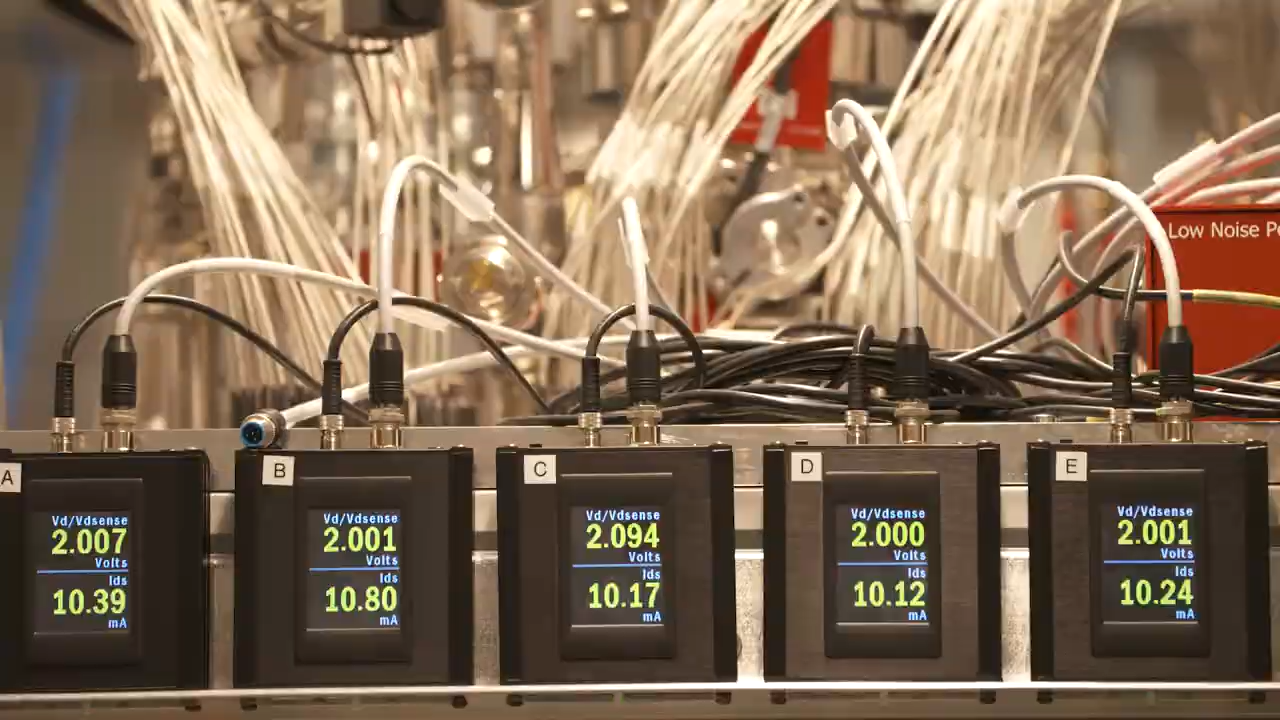 Low Noise Po
A
Vd/Vdsense
2.007
Volts
Ids
10.39
mA
B
Vd/Vdsense
2.001
Volts
Ids
10.80
mA
C
Vd/Vdsense
2.094
Volts
Ids
10.17
mA
D
Vd/Vdsense
2.000
Volts
Ids
10.12
mA
E
Vd/Vdsense
2.001
Volts
Ids
10.24
mA